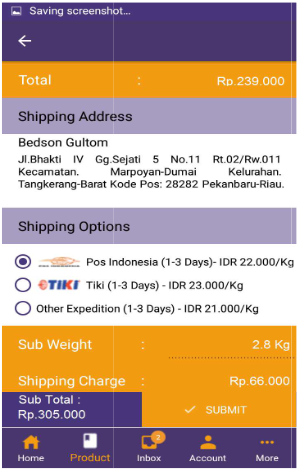 Saving screenshot...
Total : Rp.239.000
Shipping Address
Bedson Gultom
Jl.Bhakti IV Gg.Sejati 5 No.11 Rt.02/Rw.011
Kecamatan. Marpoyan-Dumai Kelurahan.
Tangkerang-Barat Kode Pos: 28282 Pekanbaru-Riau.
Shipping Options
Pos Indonesia (1-3 Days)- IDR 22.000/Kg
TIKI Tiki (1-3 Days) - IDR 23.000/Kg
Other Expedition (1-3 Days) - IDR 21.000/Kg
Sub Weight : 2.8 Kg
Shipping Charge : Rp.66.000
Sub Total :
Rp.305.000
SUBMIT
2
Home Product Inbox Account More